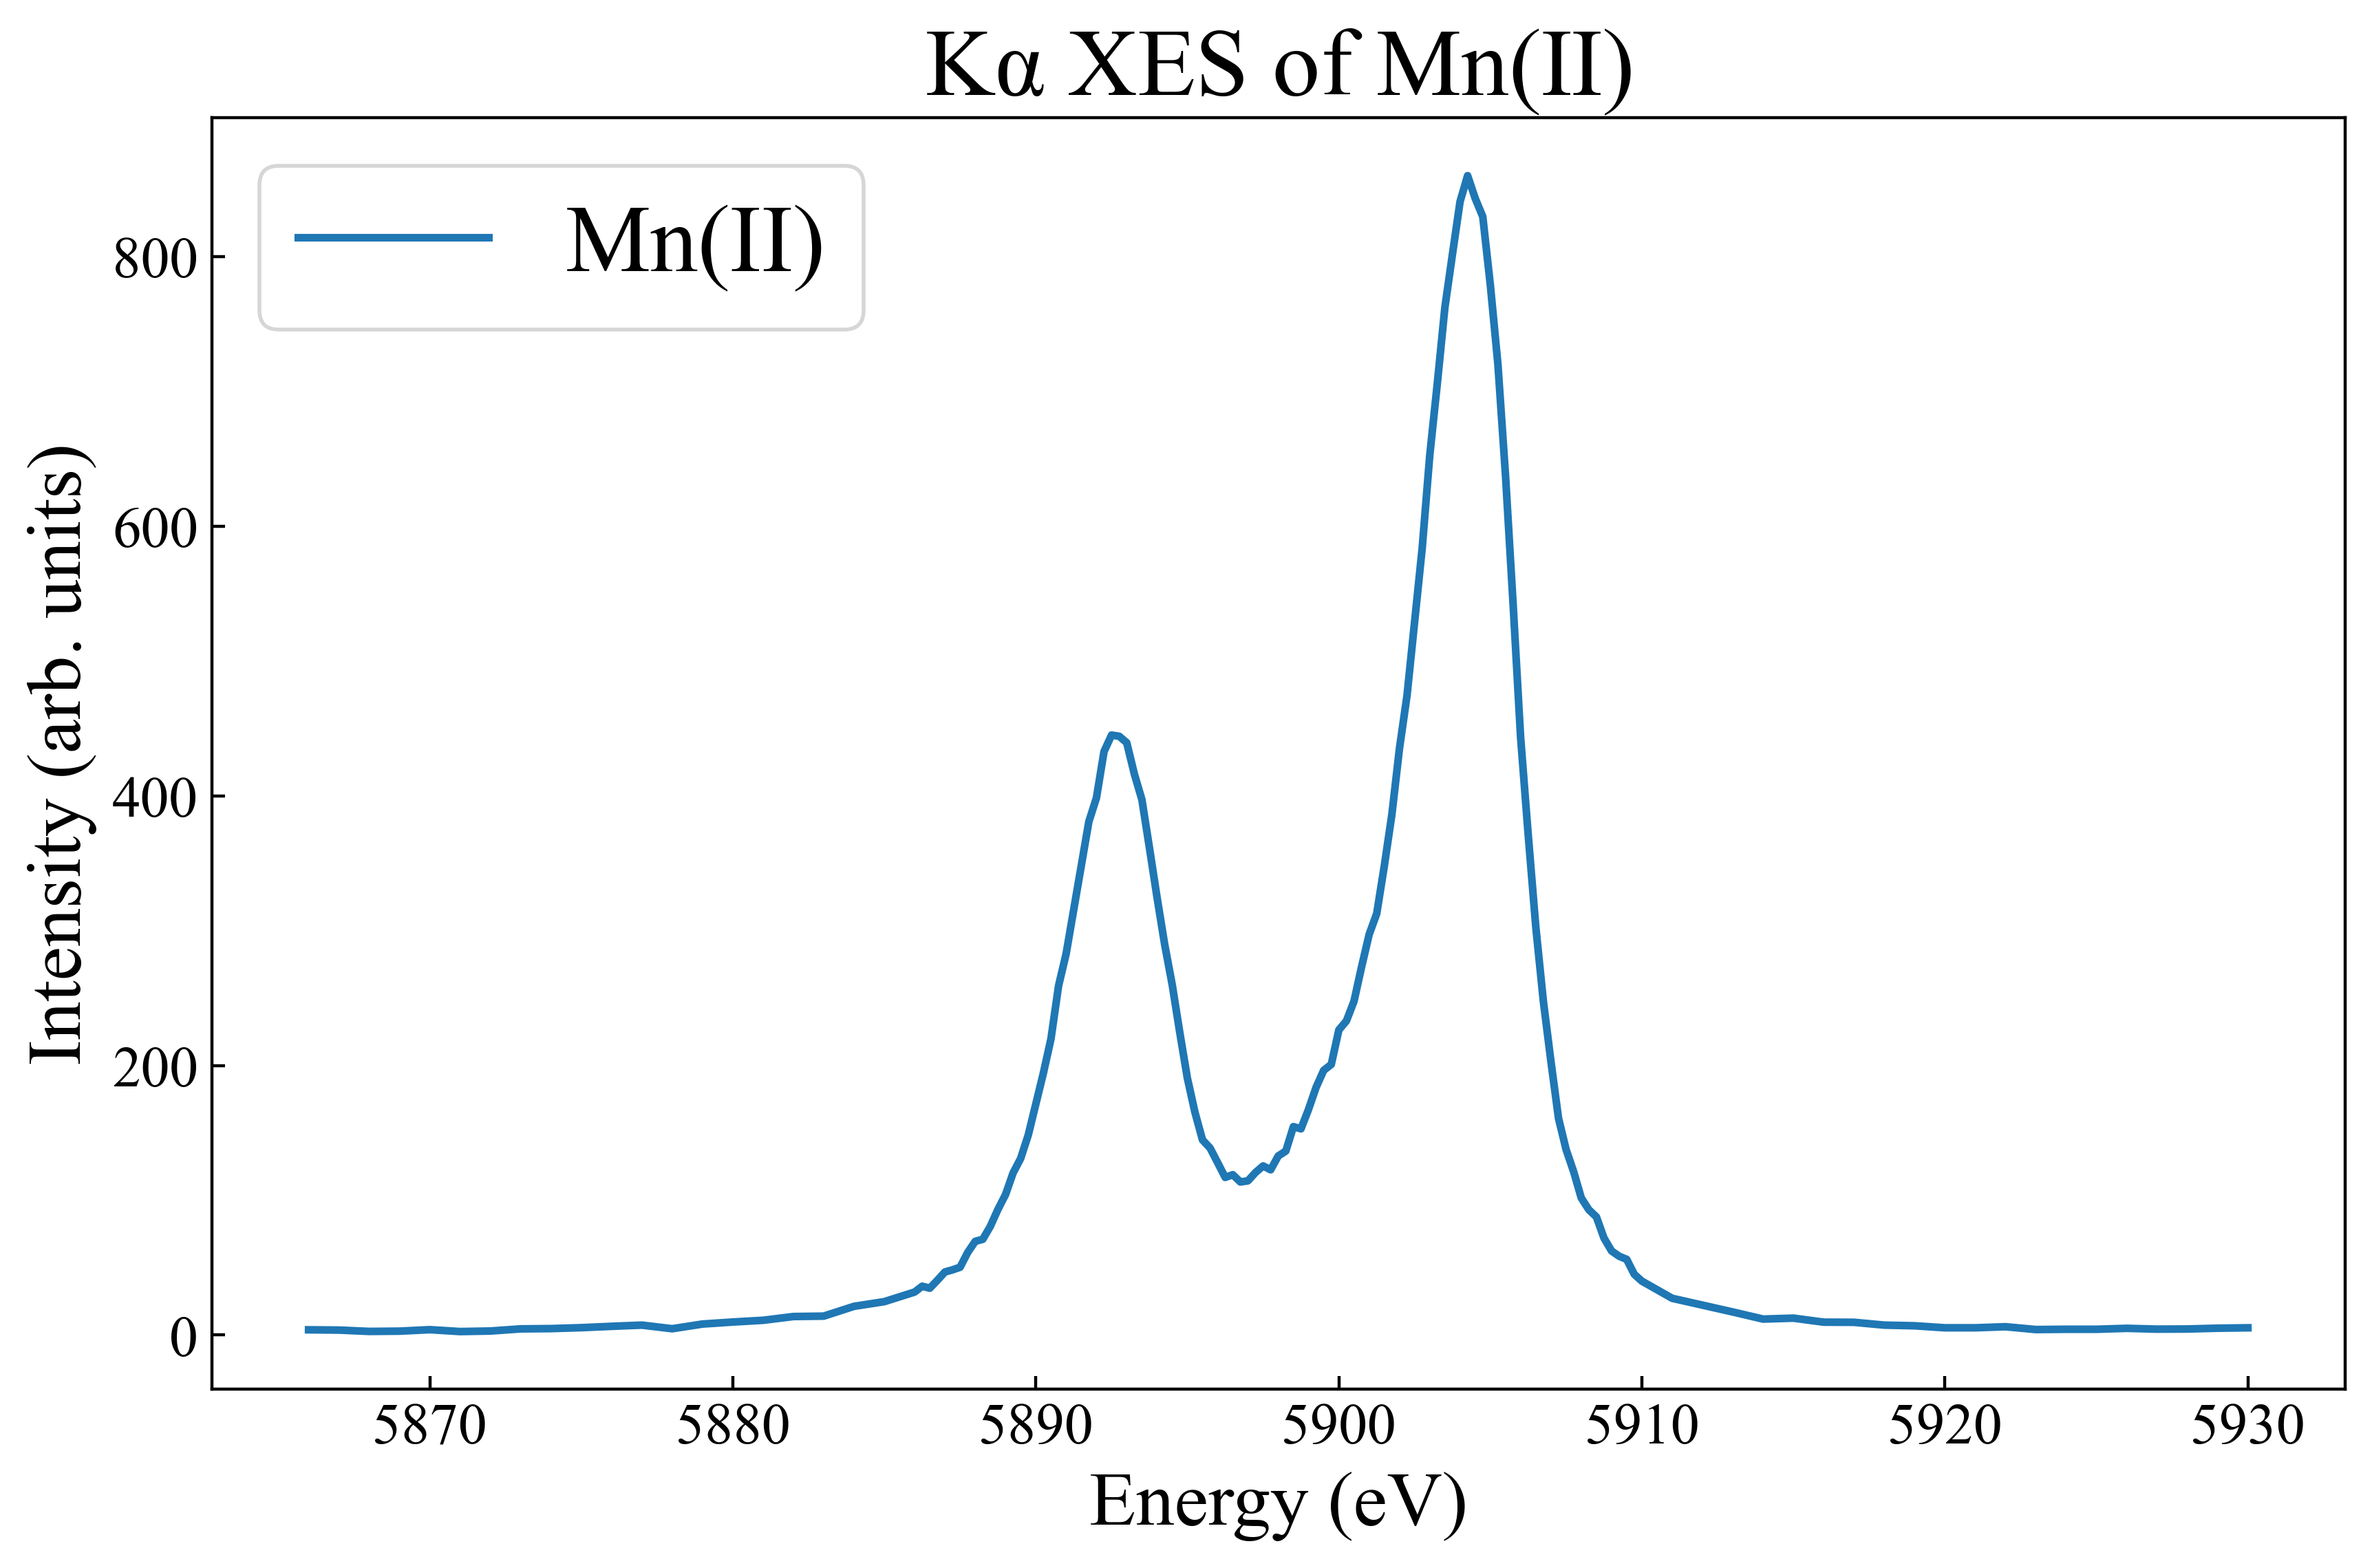 Kα XES of Mn(II)
Mn(II)
Intensity (arb. units)
800
600
400
200
0
5870 5880 5890 5900 5910 5920 5930
Energy (eV)